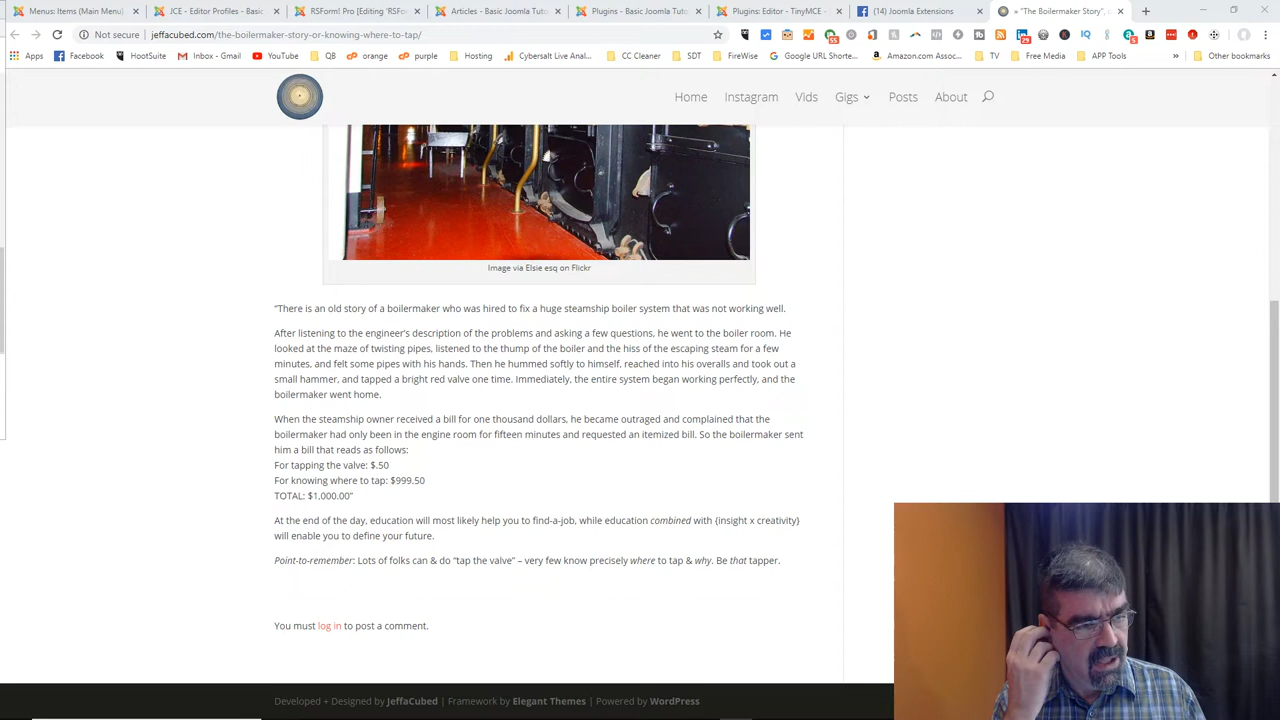 Menus: Items (Main Menu)
JCE - Editor Profiles - Basic
RSForm! Pro [Editing 'RSFo
Articles - Basic Joomla Tuto
Plugins - Basic Joomla Tuto
Plugins: Editor - TinyMCE -
(14) Joomla Extensions
» "The Boilermaker Story",
Not secure | jeffacubed.com/the-boilermaker-story-or-knowing-where-to-tap/
Apps Facebook HootSuite Inbox - Gmail YouTube QB orange purple Hosting Cybersalt Live Anal... CC Cleaner SDT FireWise Google URL Shorte... Amazon.com Assoc... TV Free Media APP Tools » Other bookmarks
Home Instagram Vids Gigs Posts About
Image via Elsie esq on Flickr
“There is an old story of a boilermaker who was hired to fix a huge steamship boiler system that was not working well.
After listening to the engineer’s description of the problems and asking a few questions, he went to the boiler room. He
looked at the maze of twisting pipes, listened to the thump of the boiler and the hiss of the escaping steam for a few
minutes, and felt some pipes with his hands. Then he hummed softly to himself, reached into his overalls and took out a
small hammer, and tapped a bright red valve one time. Immediately, the entire system began working perfectly, and the
boilermaker went home.
When the steamship owner received a bill for one thousand dollars, he became outraged and complained that the
boilermaker had only been in the engine room for fifteen minutes and requested an itemized bill. So the boilermaker sent
him a bill that reads as follows:
For tapping the valve: $.50
For knowing where to tap: $999.50
TOTAL: $1,000.00”
At the end of the day, education will most likely help you to find-a-job, while education combined with {insight x creativity}
will enable you to define your future.
Point-to-remember: Lots of folks can & do “tap the valve” – very few know precisely where to tap & why. Be that tapper.
You must log in to post a comment.
Developed + Designed by JeffaCubed | Framework by Elegant Themes | Powered by WordPress